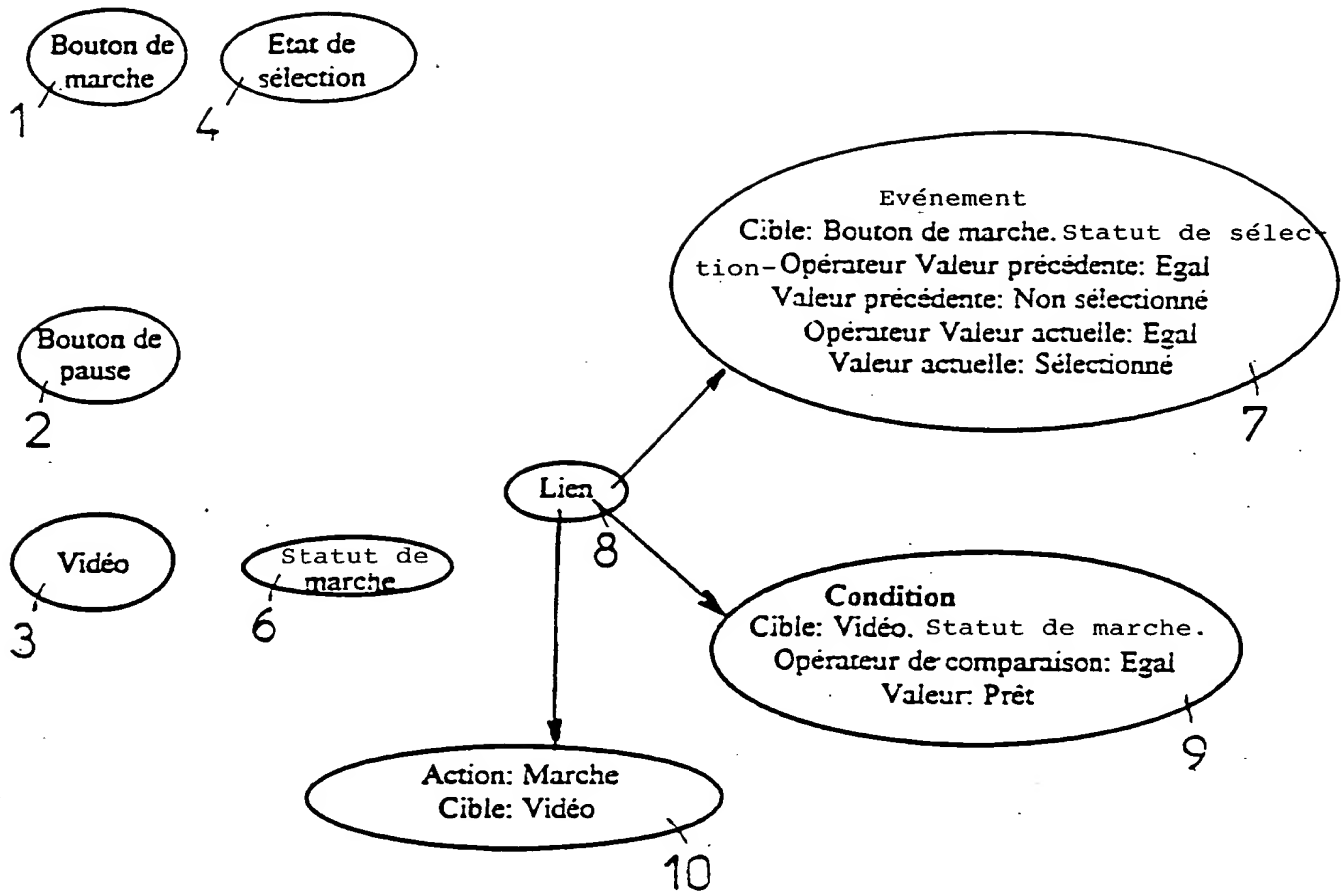 Bouton de
marche
1
Etat de
sélection
4
Evénement
Cible: Bouton de marche. Statut de sélec-
tion-Opérateur Valeur précédente: Egal
Valeur précédente: Non sélectionné
Opérateur Valeur actuelle: Egal
Valeur actuelle: Sélectionné
7
Bouton de
pause
2
Lien
8
Vidéo
3
Statut de
marche
6
Condition
Cible: Vidéo. Statut de marche.
Opérateur de comparaison: Egal
Valeur: Prêt
9
Action: Marche
Cible: Vidéo
10